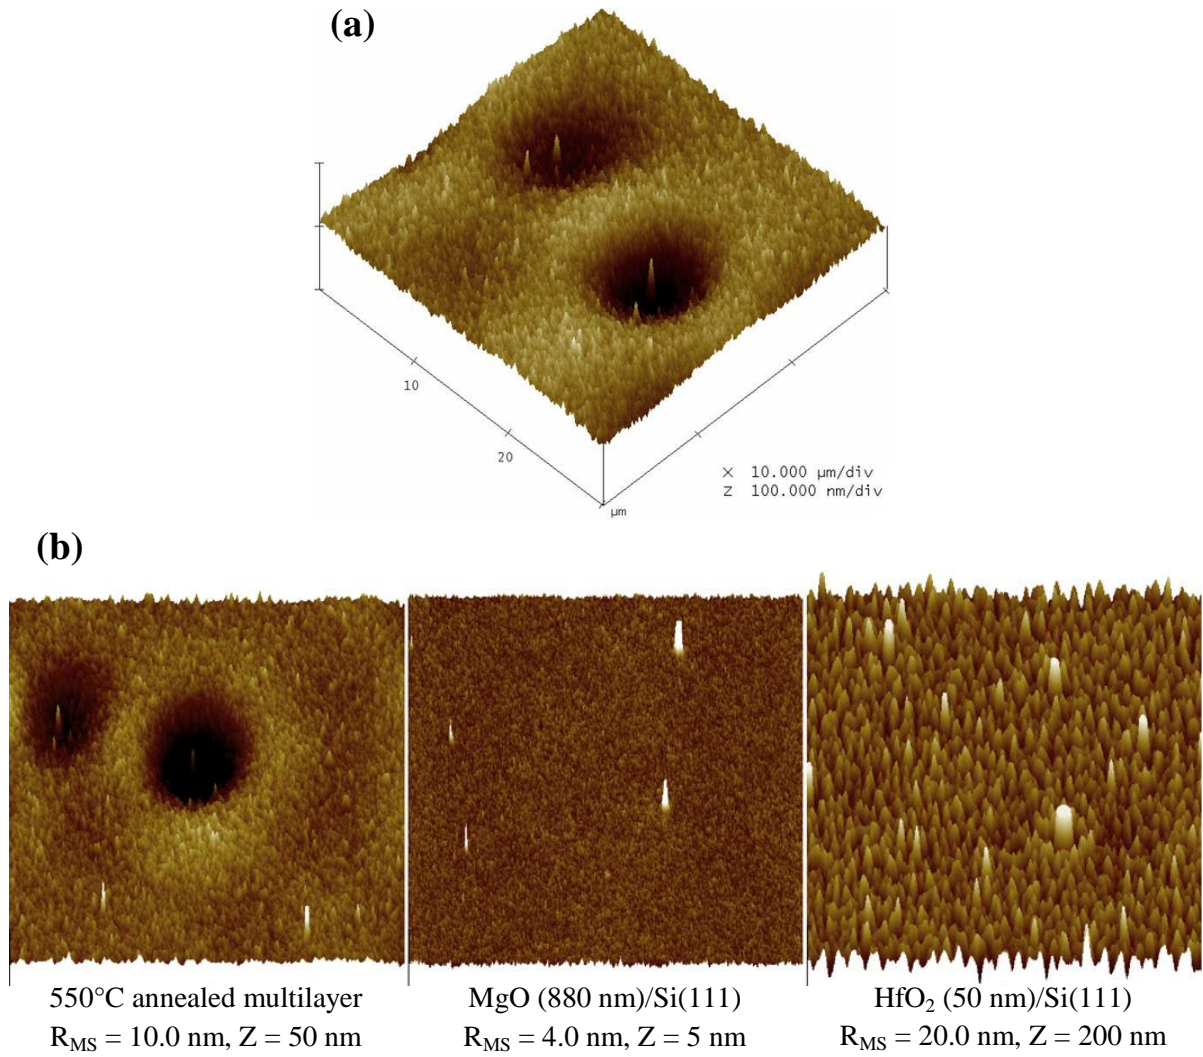 (a)
10
20
µm
X 10.000 µm/div
Z 100.000 nm/div
(b)
550°C annealed multilayer
R_MS = 10.0 nm, Z = 50 nm
MgO (880 nm)/Si(111)
R_MS = 4.0 nm, Z = 5 nm
HfO₂ (50 nm)/Si(111)
R_MS = 20.0 nm, Z = 200 nm